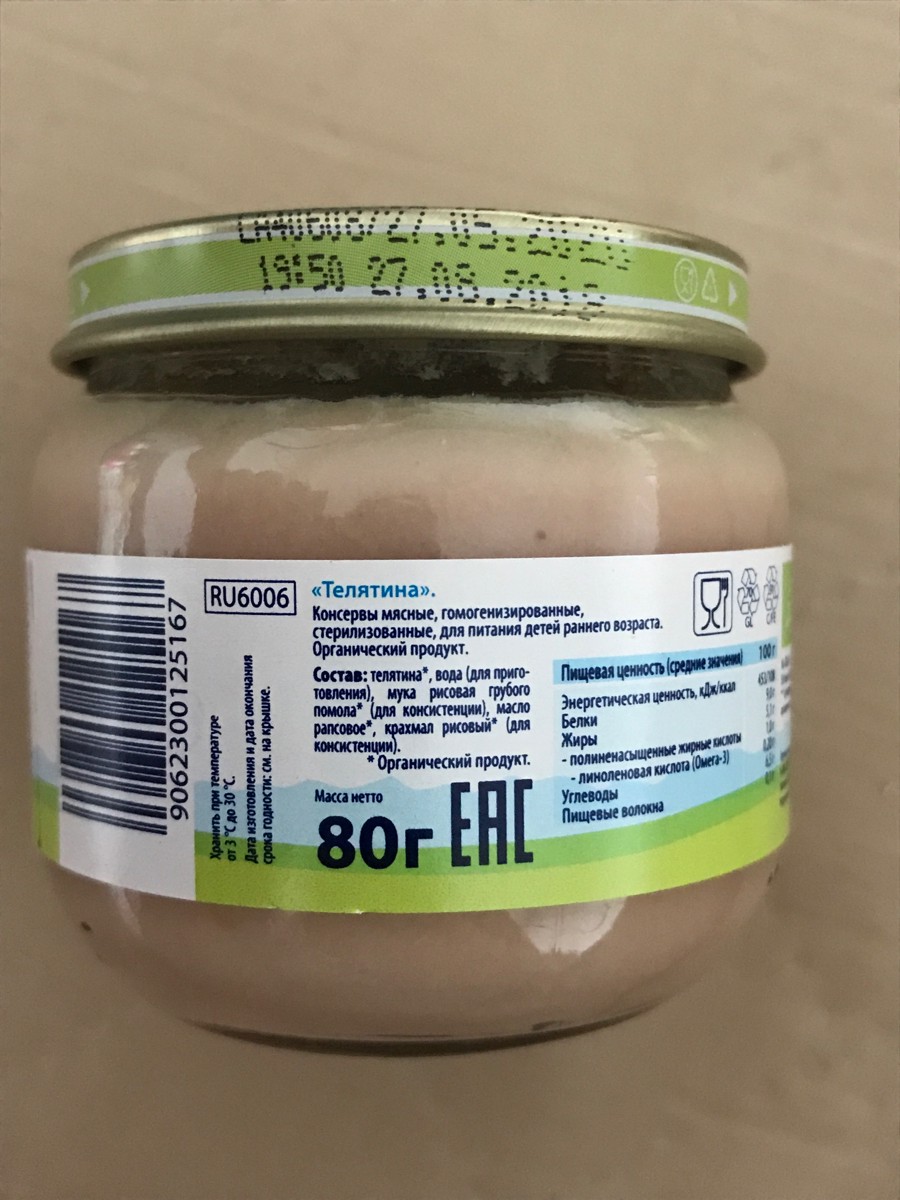 19:50 27.08.2018
9062300125167
RU6006
Хранить при температуре
от 3 °C до 30 °C.
Дата изготовления и дата окончания
срока годности: см. на крышке.
«Телятина».
Консервы мясные, гомогенизированные,
стерилизованные, для питания детей раннего возраста.
Органический продукт.
Состав: телятина*, вода (для приго-
товления), мука рисовая грубого
помола* (для консистенции), масло
рапсовое*, крахмал рисовый* (для
консистенции).
*Органический продукт.
Масса нетто
80г EAC
GL
Пищевая ценность (средние значения) 100 г
Энергетическая ценность, кДж/ккал
Белки
Жиры
- полиненасыщенные жирные кислоты
- линоленовая кислота (Омега-3)
Углеводы
Пищевые волокна